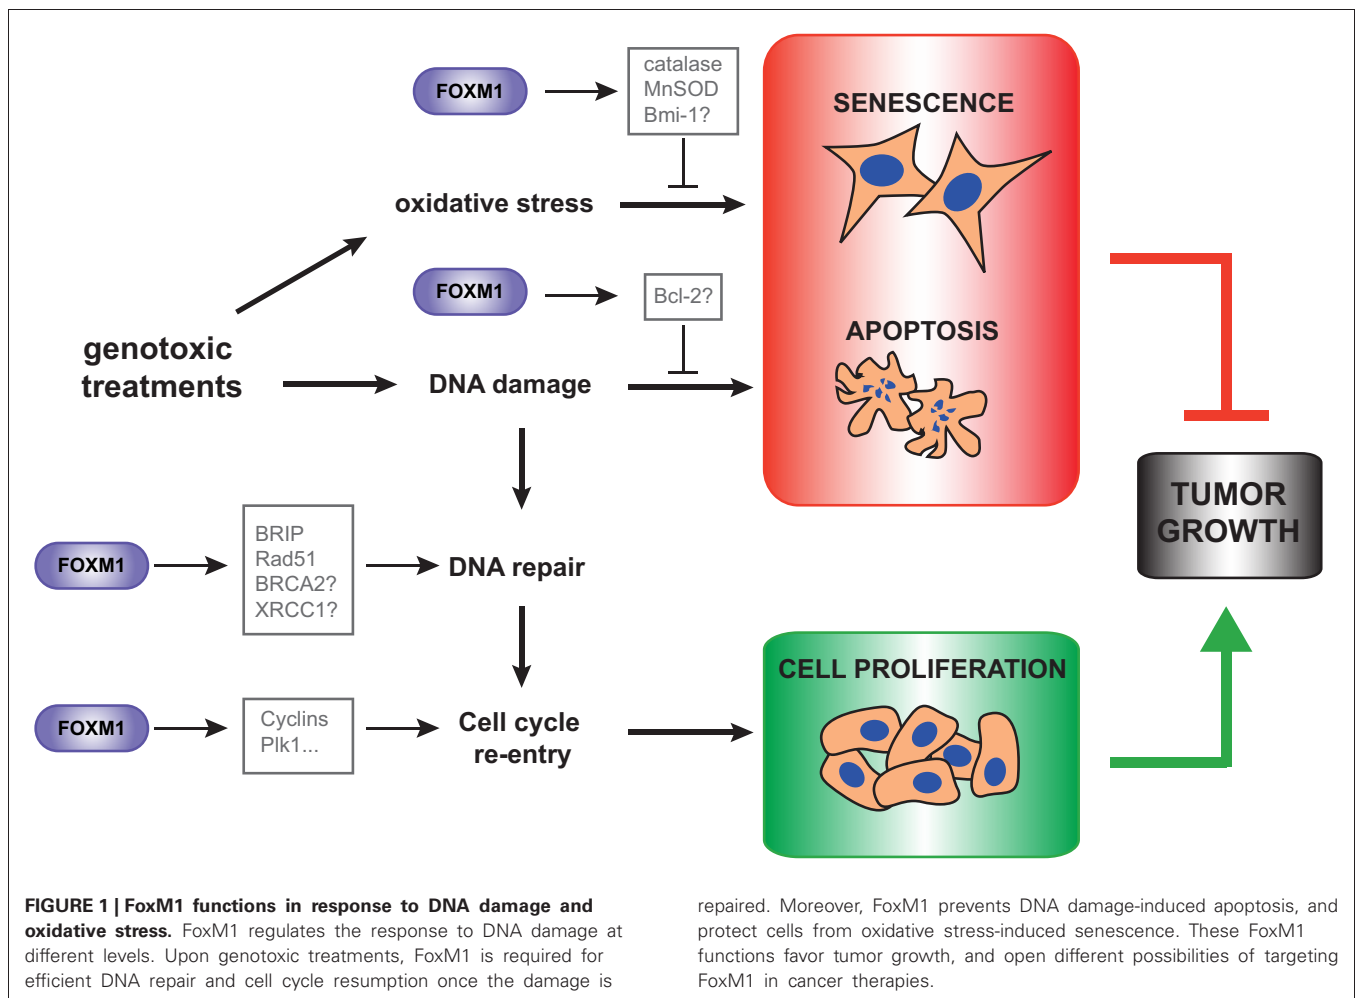 FOXM1
catalase
MnSOD
Bmi-1?
SENESCENCE
oxidative stress
FOXM1
Bcl-2?
APOPTOSIS
genotoxic
treatments
DNA damage
TUMOR
GROWTH
FOXM1
BRIP
Rad51
BRCA2?
XRCC1?
DNA repair
CELL PROLIFERATION
FOXM1
Cyclins
Plk1...
Cell cycle
re-entry
FIGURE 1 | FoxM1 functions in response to DNA damage and
oxidative stress. FoxM1 regulates the response to DNA damage at
different levels. Upon genotoxic treatments, FoxM1 is required for
efficient DNA repair and cell cycle resumption once the damage is
repaired. Moreover, FoxM1 prevents DNA damage-induced apoptosis, and
protect cells from oxidative stress-induced senescence. These FoxM1
functions favor tumor growth, and open different possibilities of targeting
FoxM1 in cancer therapies.